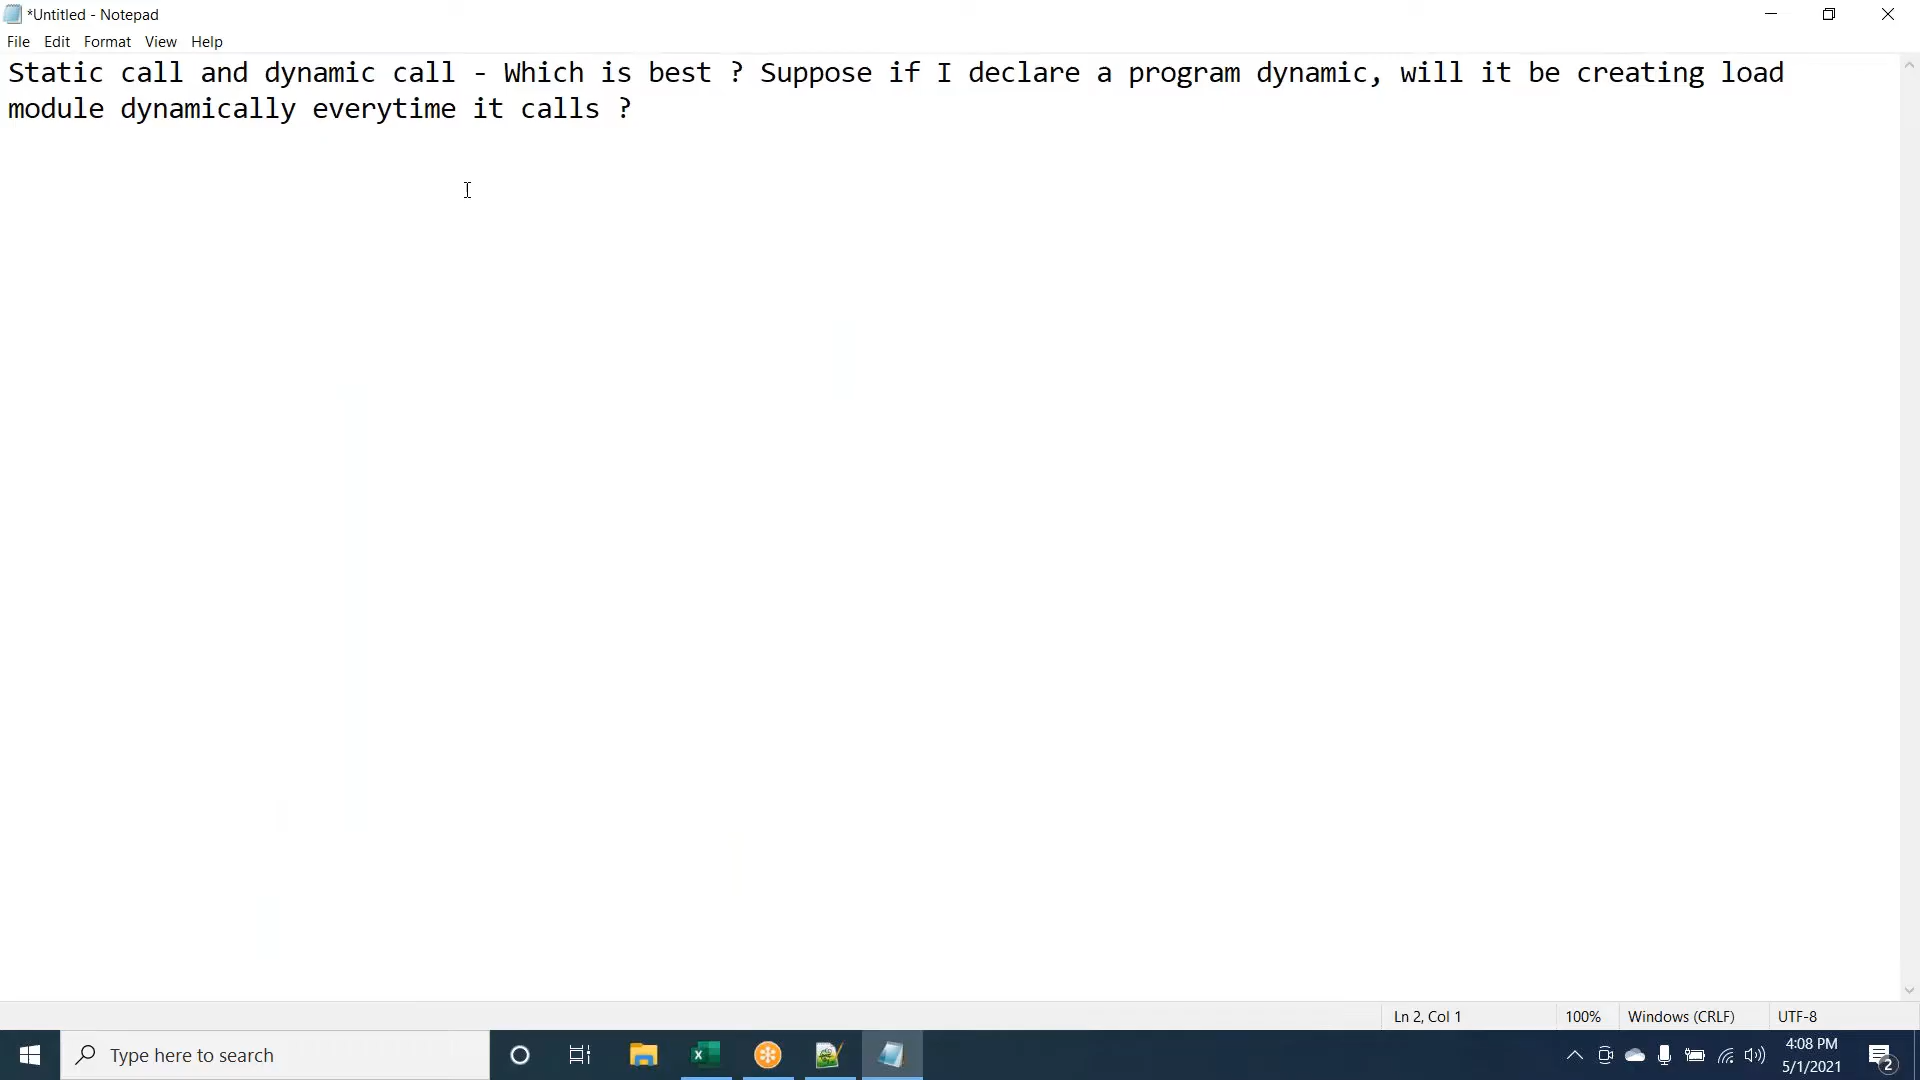 *Untitled - Notepad
File Edit Format View Help
Static call and dynamic call - Which is best ? Suppose if I declare a program dynamic, will it be creating load
module dynamically everytime it calls ?
Ln 2, Col 1 100% Windows (CRLF) UTF-8
Type here to search
4:08 PM
5/1/2021
2